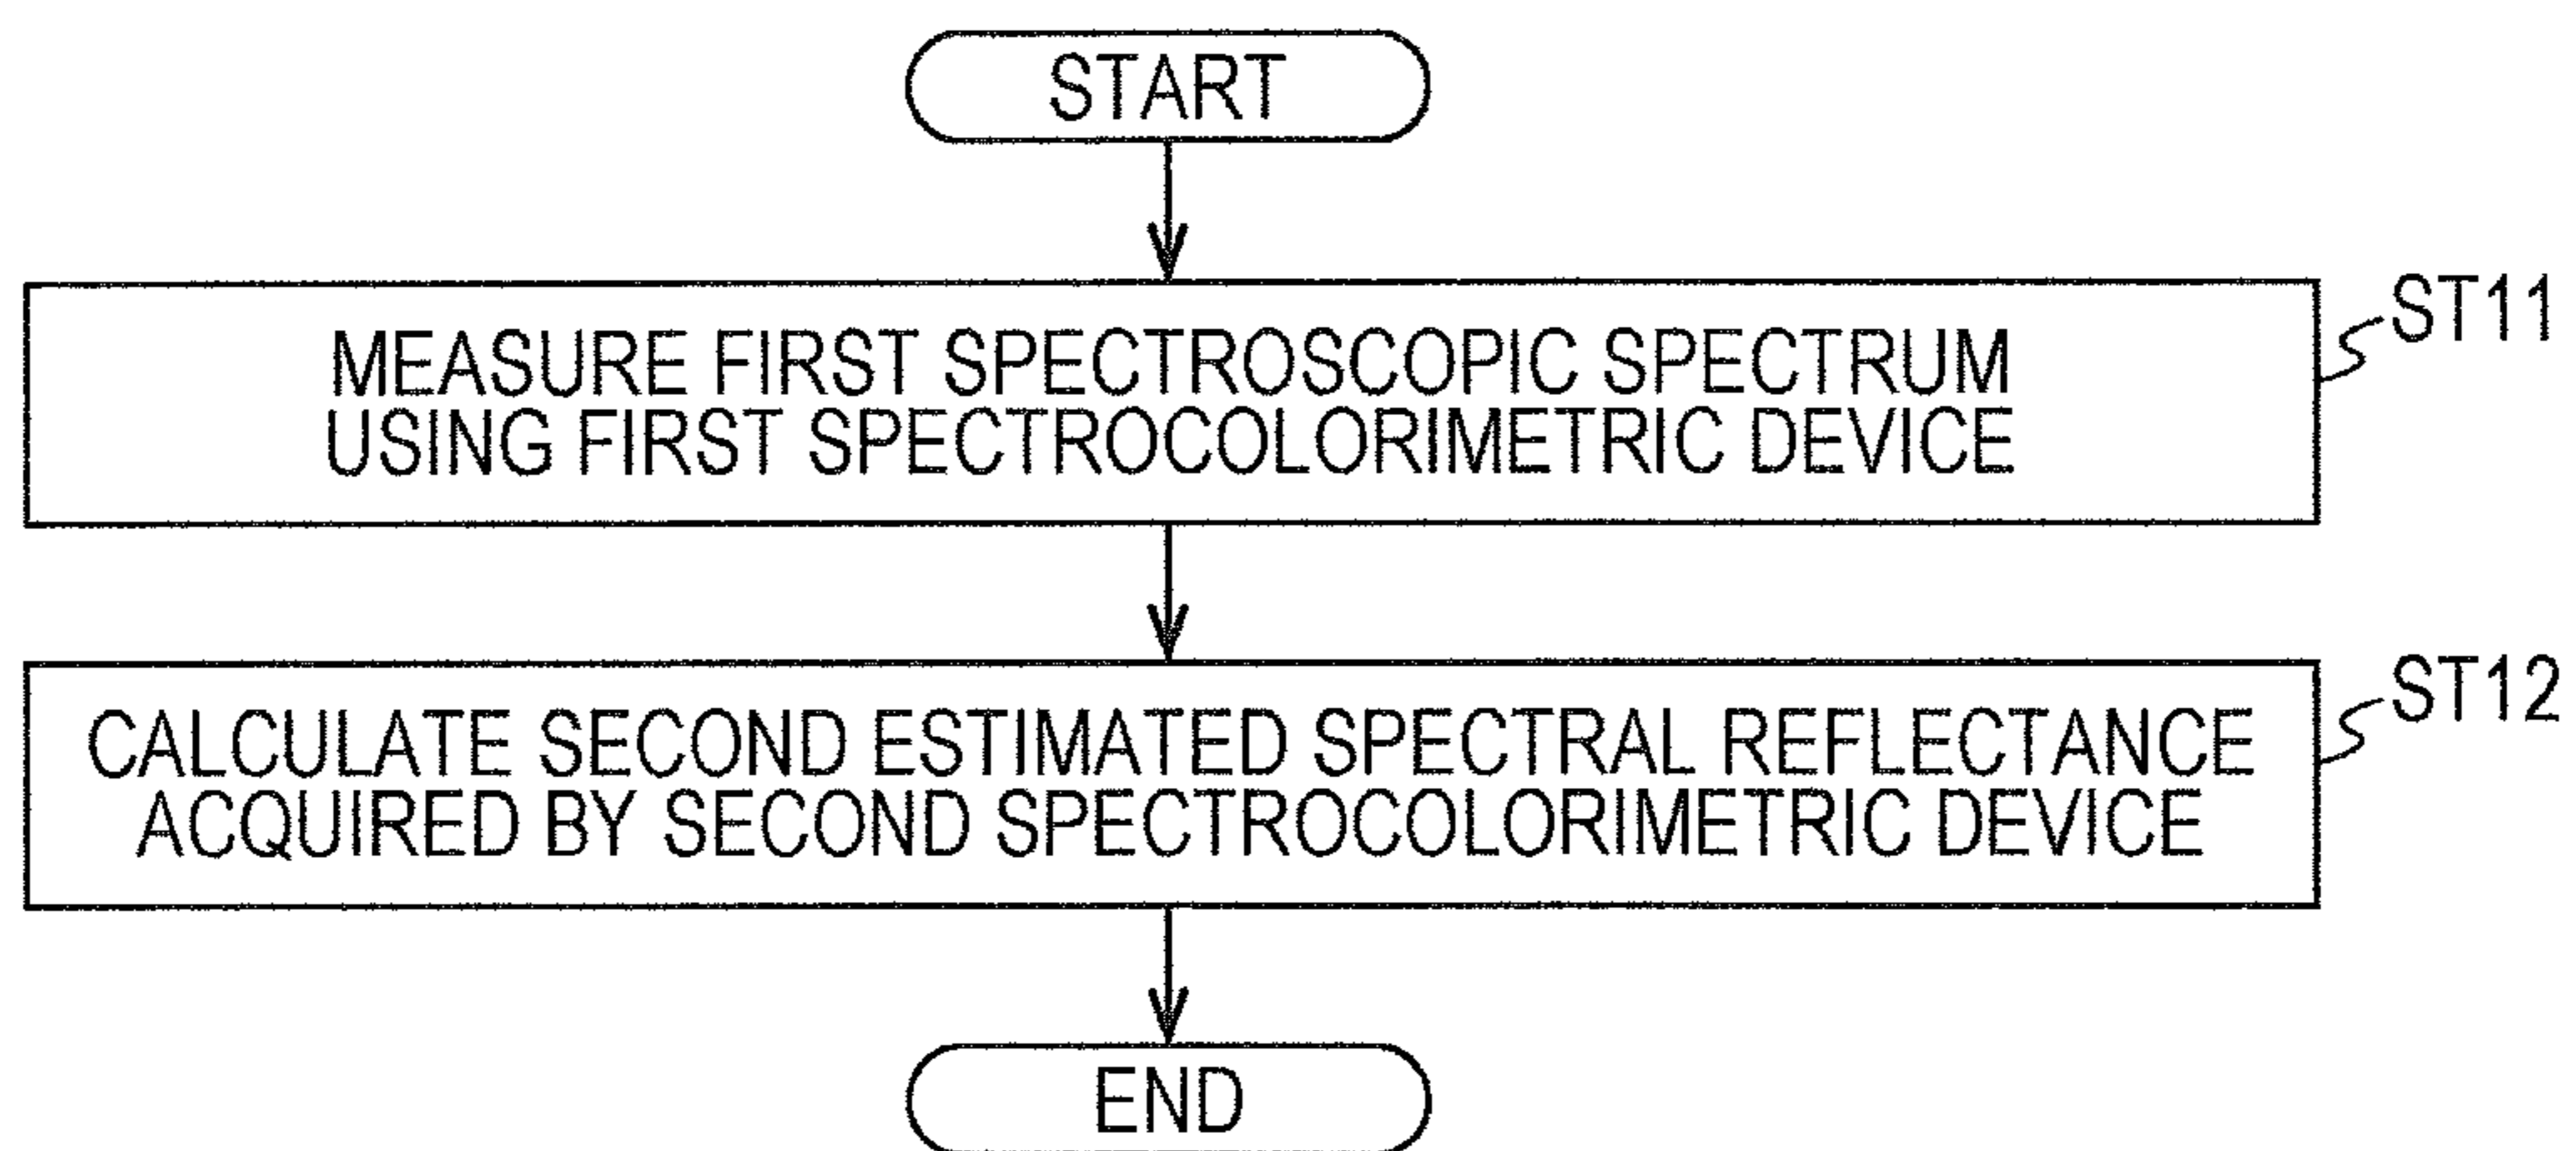 START
MEASURE FIRST SPECTROSCOPIC SPECTRUM
USING FIRST SPECTROCOLORIMETRIC DEVICE
ST11
CALCULATE SECOND ESTIMATED SPECTRAL REFLECTANCE
ACQUIRED BY SECOND SPECTROCOLORIMETRIC DEVICE
ST12
END